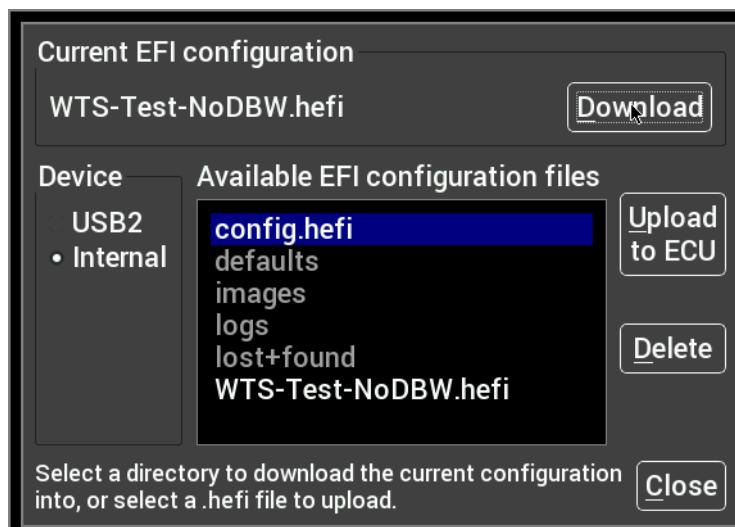 Current EFI configuration
WTS-Test-NoDBW.hefi
Download
Device
USB2
Internal
Available EFI configuration files
config.hefi
defaults
images
logs
lost+found
WTS-Test-NoDBW.hefi
Upload
to ECU
Delete
Select a directory to download the current configuration
into, or select a .hefi file to upload.
Close